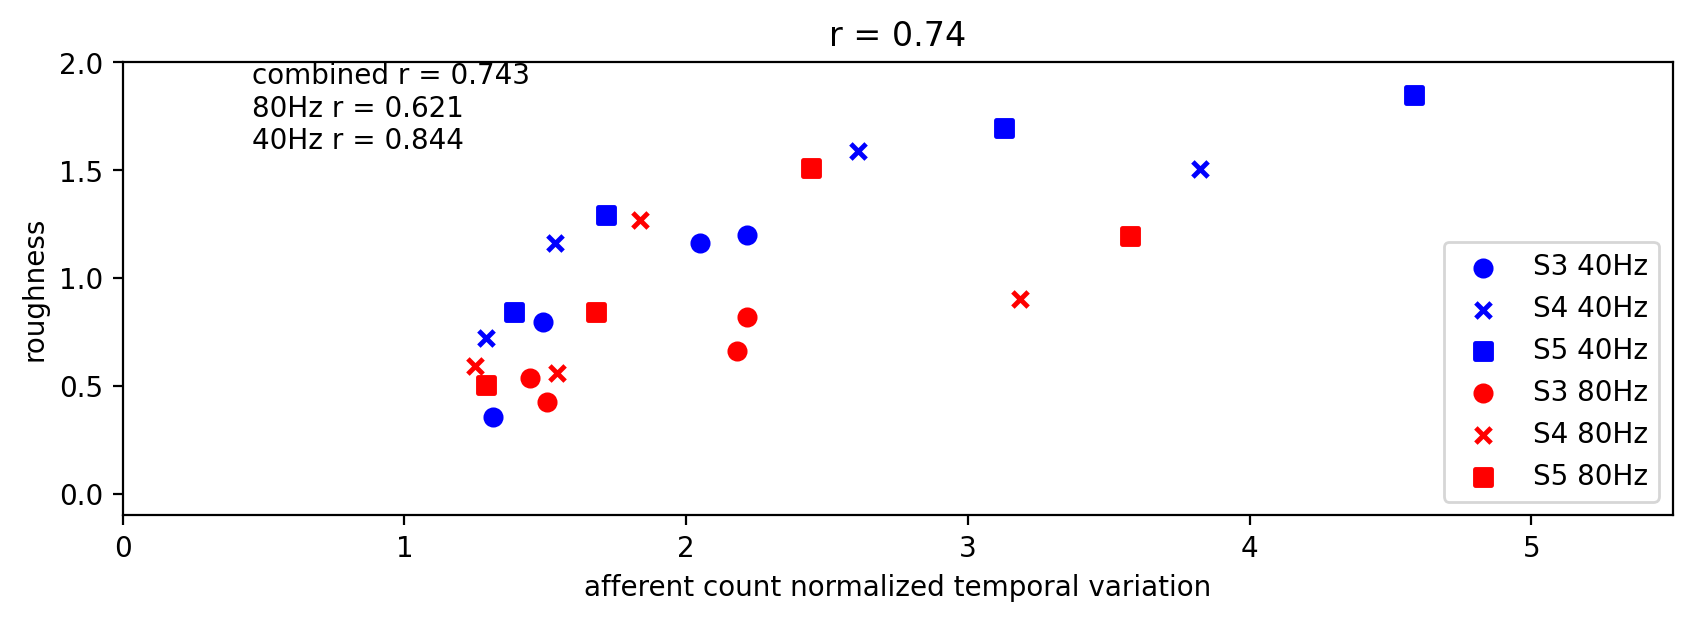 r = 0.74
combined r = 0.743
80Hz r = 0.621
40Hz r = 0.844
2.0
1.5
1.0
0.5
0.0
roughness
S3 40Hz
S4 40Hz
S5 40Hz
S3 80Hz
S4 80Hz
S5 80Hz
0 1 2 3 4 5
afferent count normalized temporal variation